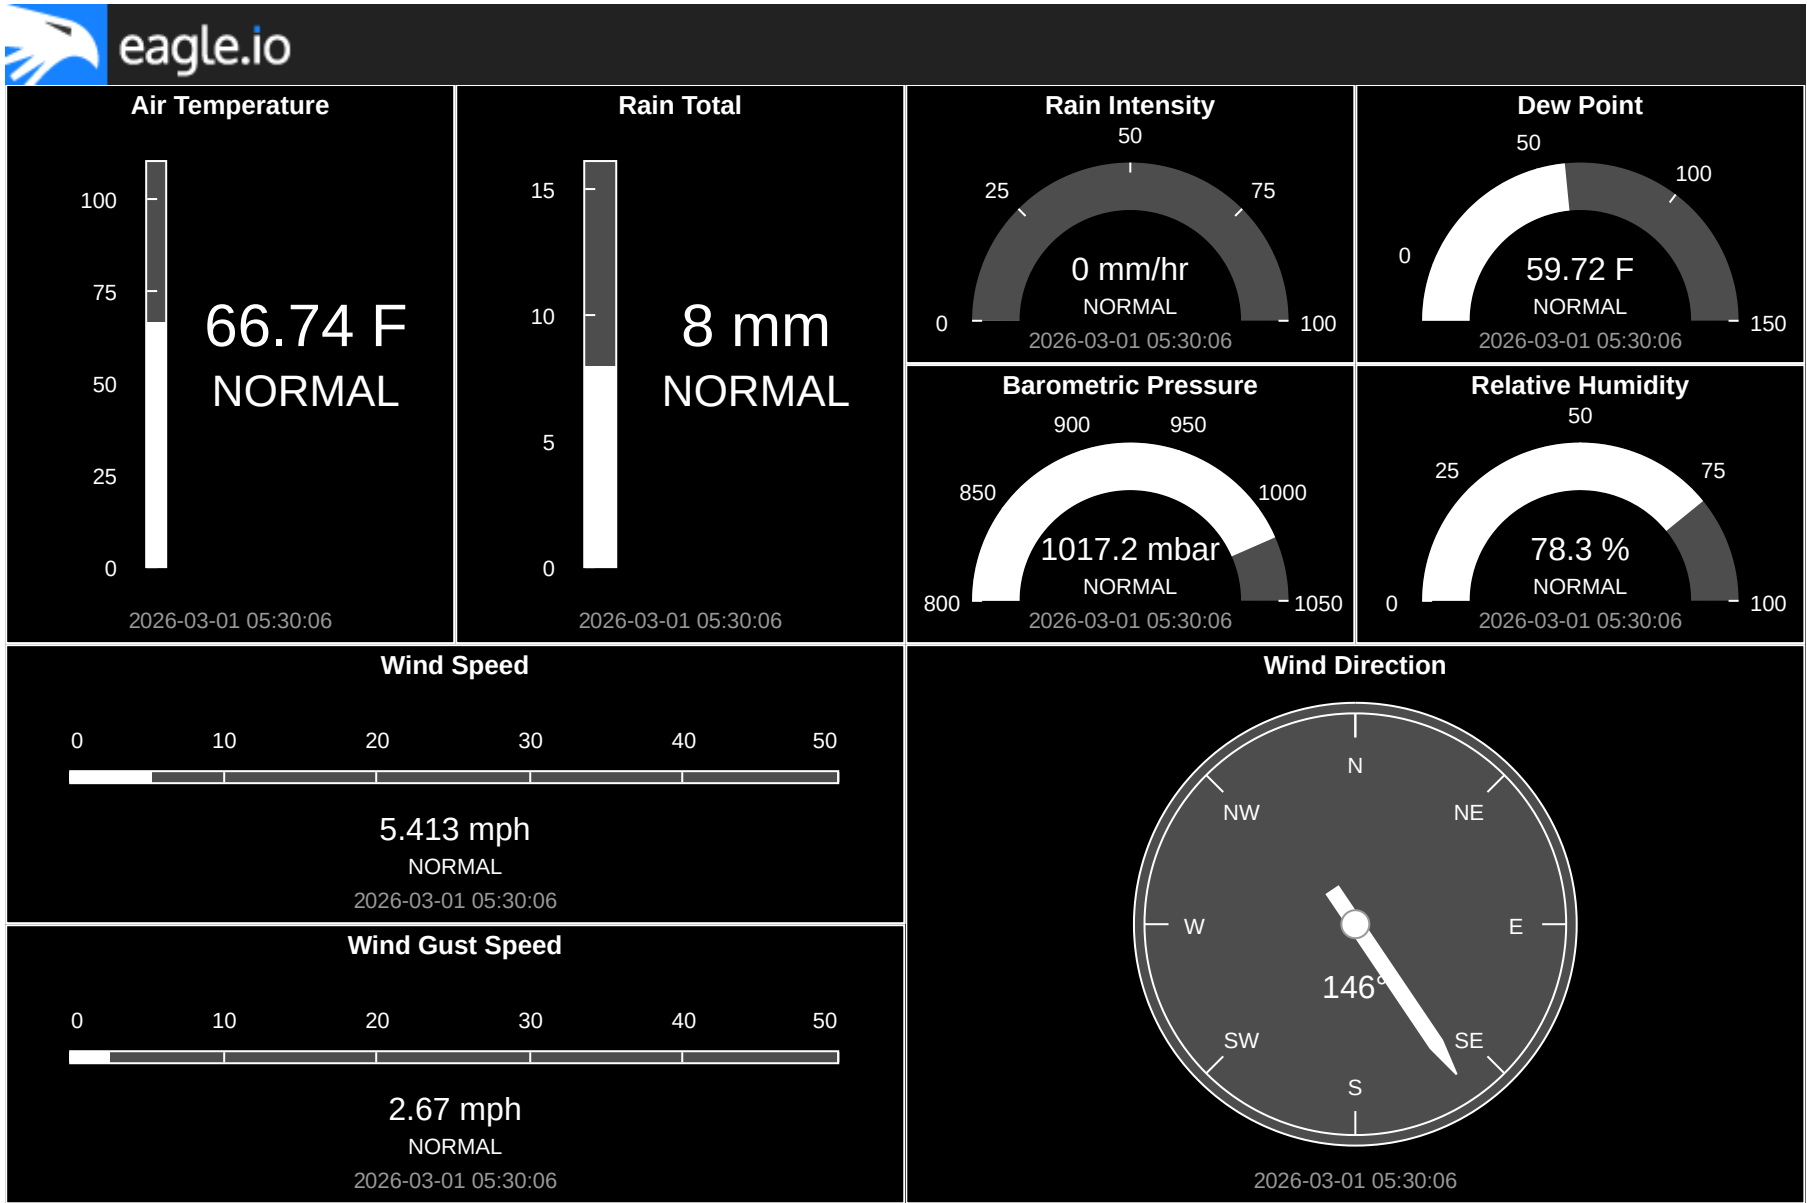 eagle.io
Air Temperature
100
75
50
25
0
66.74 F
NORMAL
2026-03-01 05:30:06
Rain Total
15
10
5
0
8 mm
NORMAL
2026-03-01 05:30:06
Rain Intensity
0
25
50
75
100
0 mm/hr
NORMAL
2026-03-01 05:30:06
Dew Point
0
50
100
150
59.72 F
NORMAL
2026-03-01 05:30:06
Barometric Pressure
800
850
900
950
1000
1050
1017.2 mbar
NORMAL
2026-03-01 05:30:06
Relative Humidity
0
25
50
75
100
78.3 %
NORMAL
2026-03-01 05:30:06
Wind Speed
0 10 20 30 40 50
5.413 mph
NORMAL
2026-03-01 05:30:06
Wind Gust Speed
0 10 20 30 40 50
2.67 mph
NORMAL
2026-03-01 05:30:06
Wind Direction
N
NW NE
W E
146°
SW SE
S
2026-03-01 05:30:06